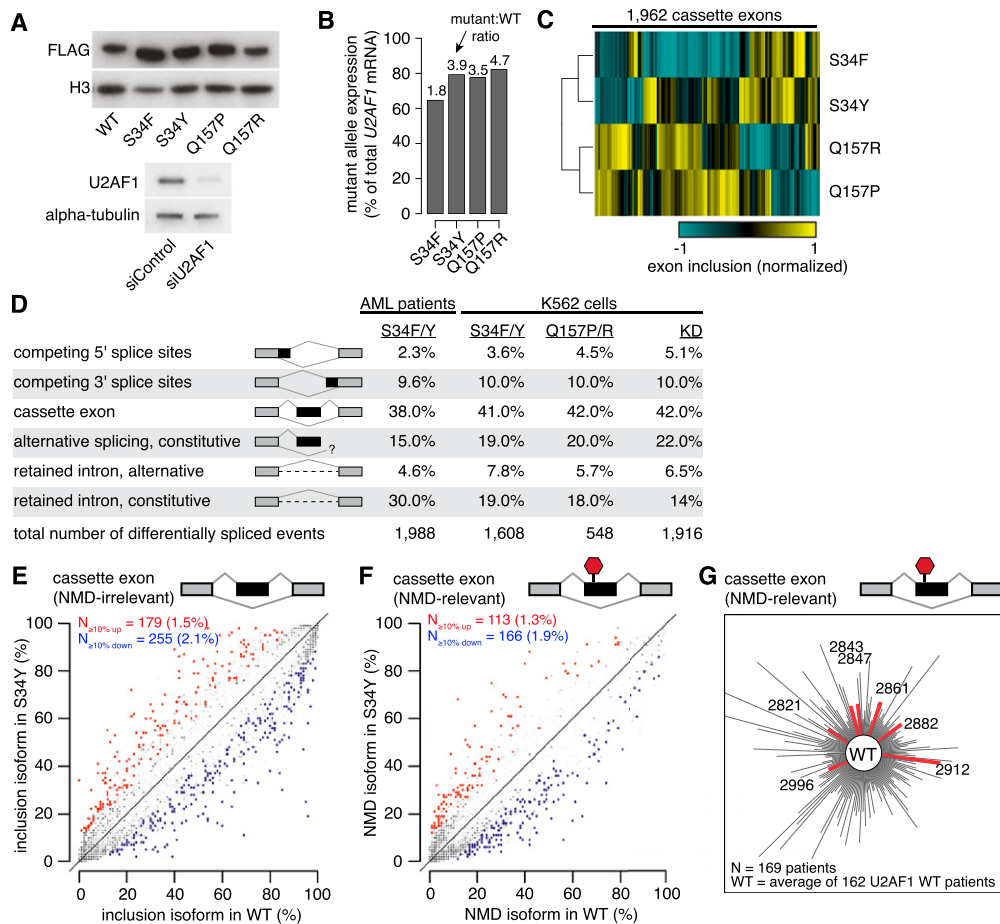 A
FLAG
H3
WT
S34F
S34Y
Q157P
Q157R
U2AF1
alpha-tubulin
siControl
siU2AF1
B
mutant:WT
ratio
mutant allele expression
(% of total U2AF1 mRNA)
100
80
60
40
20
0
1.8
3.9
3.5
4.7
S34F
S34Y
Q157P
Q157R
C
1,962 cassette exons
S34F
S34Y
Q157R
Q157P
-1
1
exon inclusion (normalized)
D
AML patients K562 cells
S34F/Y S34F/Y Q157P/R KD
competing 5' splice sites 2.3% 3.6% 4.5% 5.1%
competing 3' splice sites 9.6% 10.0% 10.0% 10.0%
cassette exon 38.0% 41.0% 42.0% 42.0%
alternative splicing, constitutive ? 15.0% 19.0% 20.0% 22.0%
retained intron, alternative 4.6% 7.8% 5.7% 6.5%
retained intron, constitutive 30.0% 19.0% 18.0% 14%
total number of differentially spliced events 1,988 1,608 548 1,916
E
cassette exon
(NMD-irrelevant)
N≥10% up = 179 (1.5%)
N≥10% down = 255 (2.1%)
inclusion isoform in S34Y (%)
100
80
60
40
20
0
0 20 40 60 80 100
inclusion isoform in WT (%)
F
cassette exon
(NMD-relevant)
N≥10% up = 113 (1.3%)
N≥10% down = 166 (1.9%)
NMD isoform in S34Y (%)
100
80
60
40
20
0
0 20 40 60 80 100
NMD isoform in WT (%)
G
cassette exon
(NMD-relevant)
2843
2847
2861
2821
2882
WT
2912
2996
N = 169 patients
WT = average of 162 U2AF1 WT patients